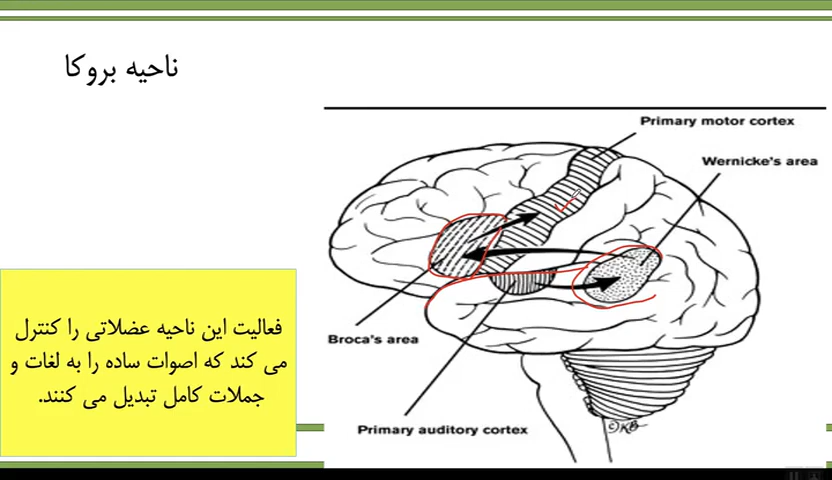 ناحیه بروکا
Primary motor cortex
Wernicke's area
فعالیت این ناحیه عضلاتی را کنترل
می کند که اصوات ساده را به لغات و
جملات کامل تبدیل می کنند.
Broca's area
Primary auditory cortex
©KB